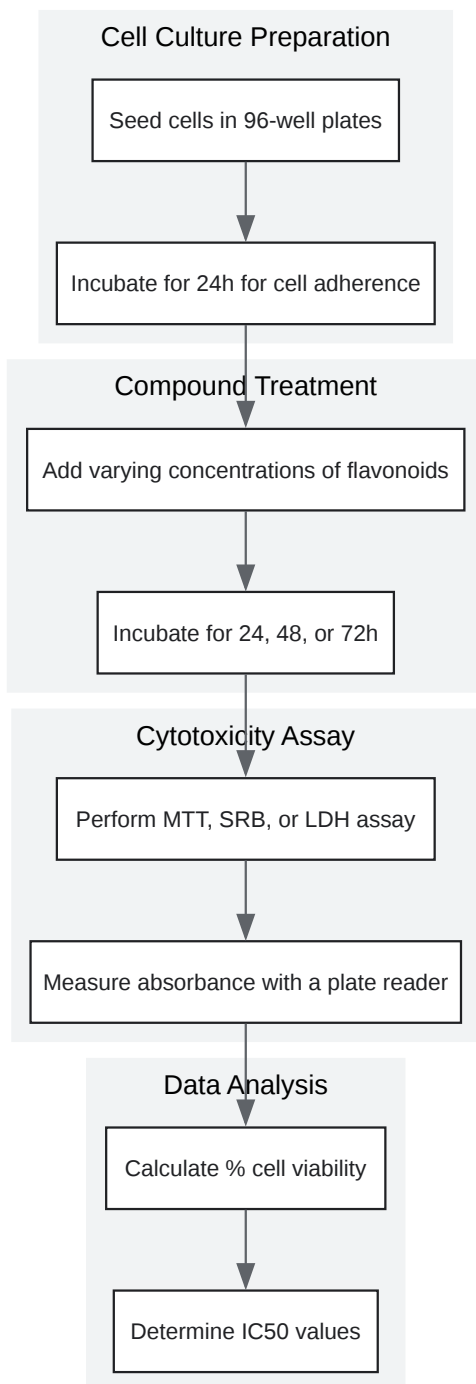 Cell Culture Preparation
Seed cells in 96-well plates
Incubate for 24h for cell adherence
Compound Treatment
Add varying concentrations of flavonoids
Incubate for 24, 48, or 72h
Cytotoxicity Assay
Perform MTT, SRB, or LDH assay
Measure absorbance with a plate reader
Data Analysis
Calculate % cell viability
Determine IC50 values